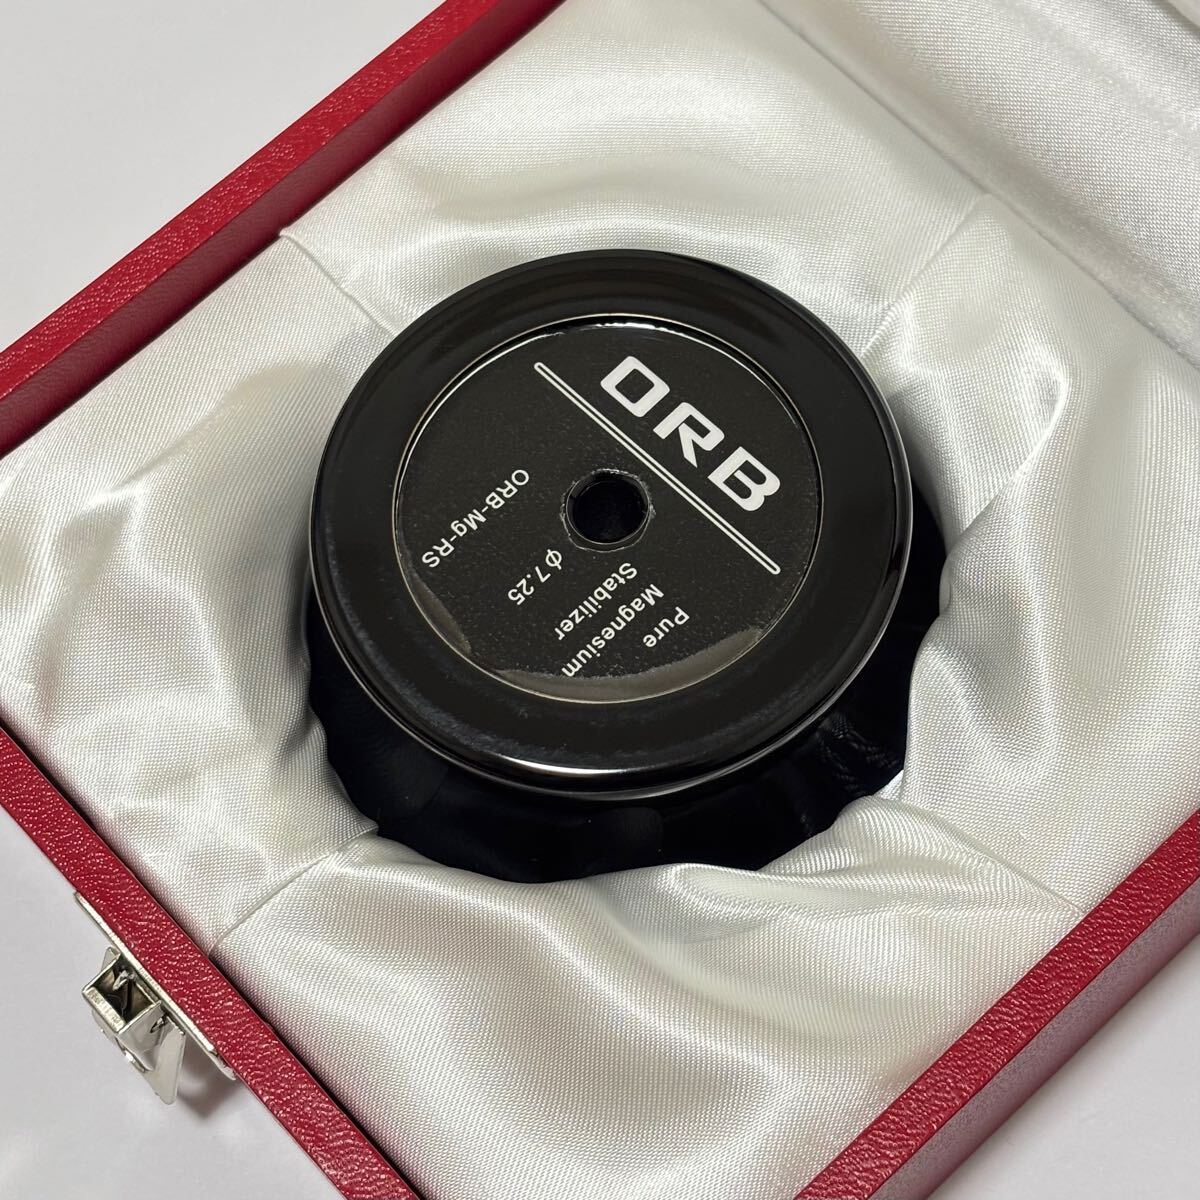 ORB
ORB-Mg-RS
φ7.25
Pure
Magnesium
Stabilizer